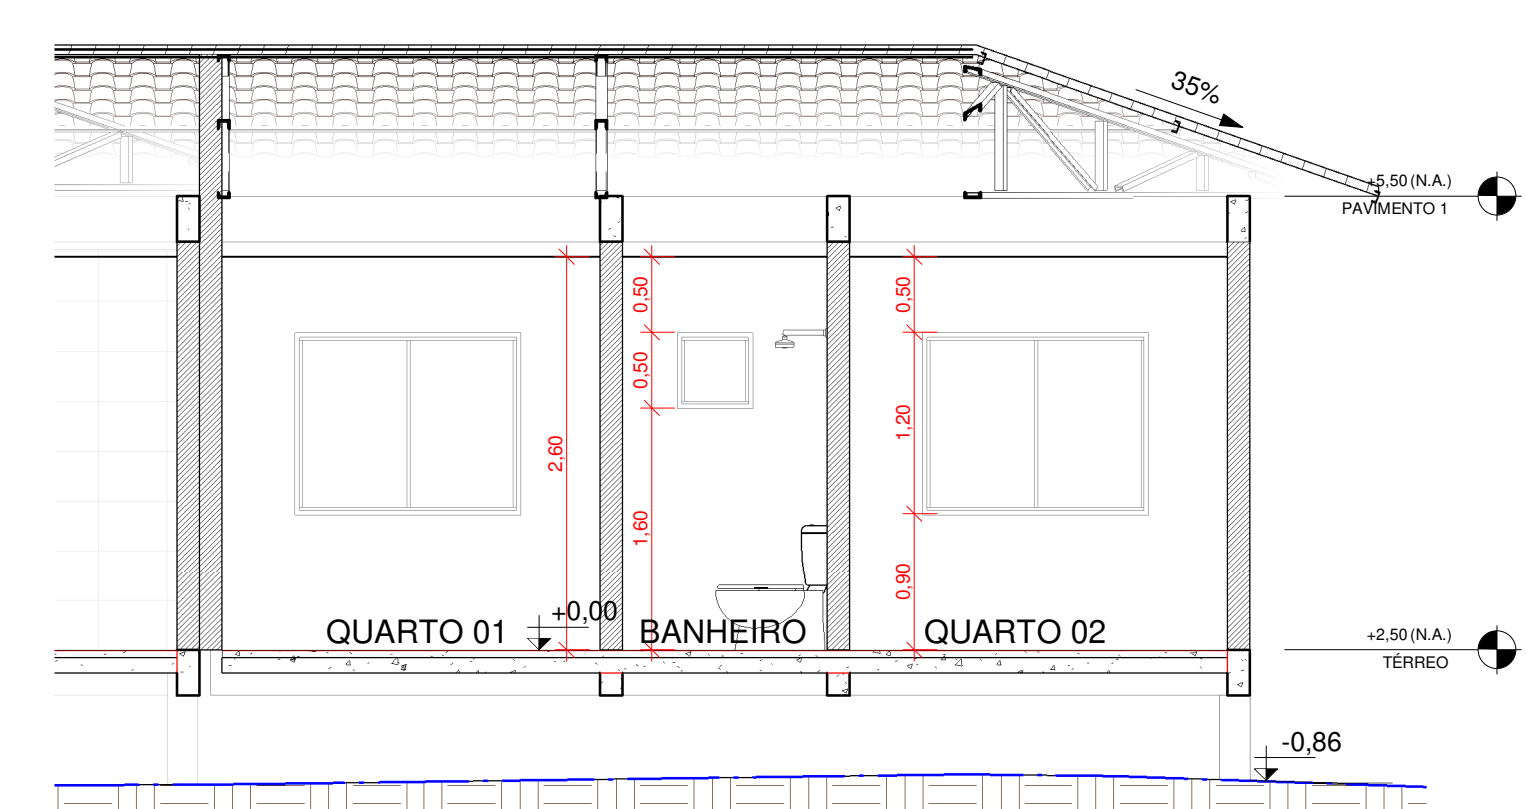 35%
+5,50 (N.A.)
PAVIMENTO 1
0,50
0,50
0,50
1,20
2,60
1,60
0,90
+0,00
QUARTO 01
BANHEIRO
QUARTO 02
+2,50 (N.A.)
TÉRREO
-0,86